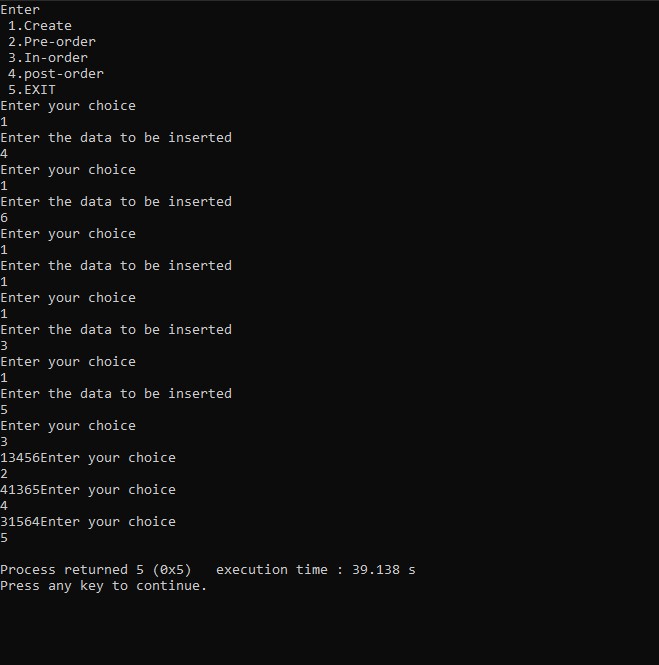 Enter
 1.Create
 2.Pre-order
 3.In-order
 4.post-order
 5.EXIT
Enter your choice
1
Enter the data to be inserted
4
Enter your choice
1
Enter the data to be inserted
6
Enter your choice
1
Enter the data to be inserted
1
Enter your choice
1
Enter the data to be inserted
3
Enter your choice
1
Enter the data to be inserted
5
Enter your choice
3
13456Enter your choice
2
41365Enter your choice
4
31564Enter your choice
5

Process returned 5 (0x5)   execution time : 39.138 s
Press any key to continue.